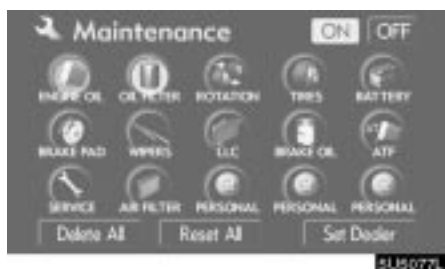 Maintenance ON OFF
ENGINE OIL OIL FILTER ROTATION TIRES BATTERY
BRAKE PAD WIPERS LLC BRAKE OIL ATF
SERVICE AIR FILTER PERSONAL PERSONAL PERSONAL
Delete All Reset All Set Dealer
5U5077L